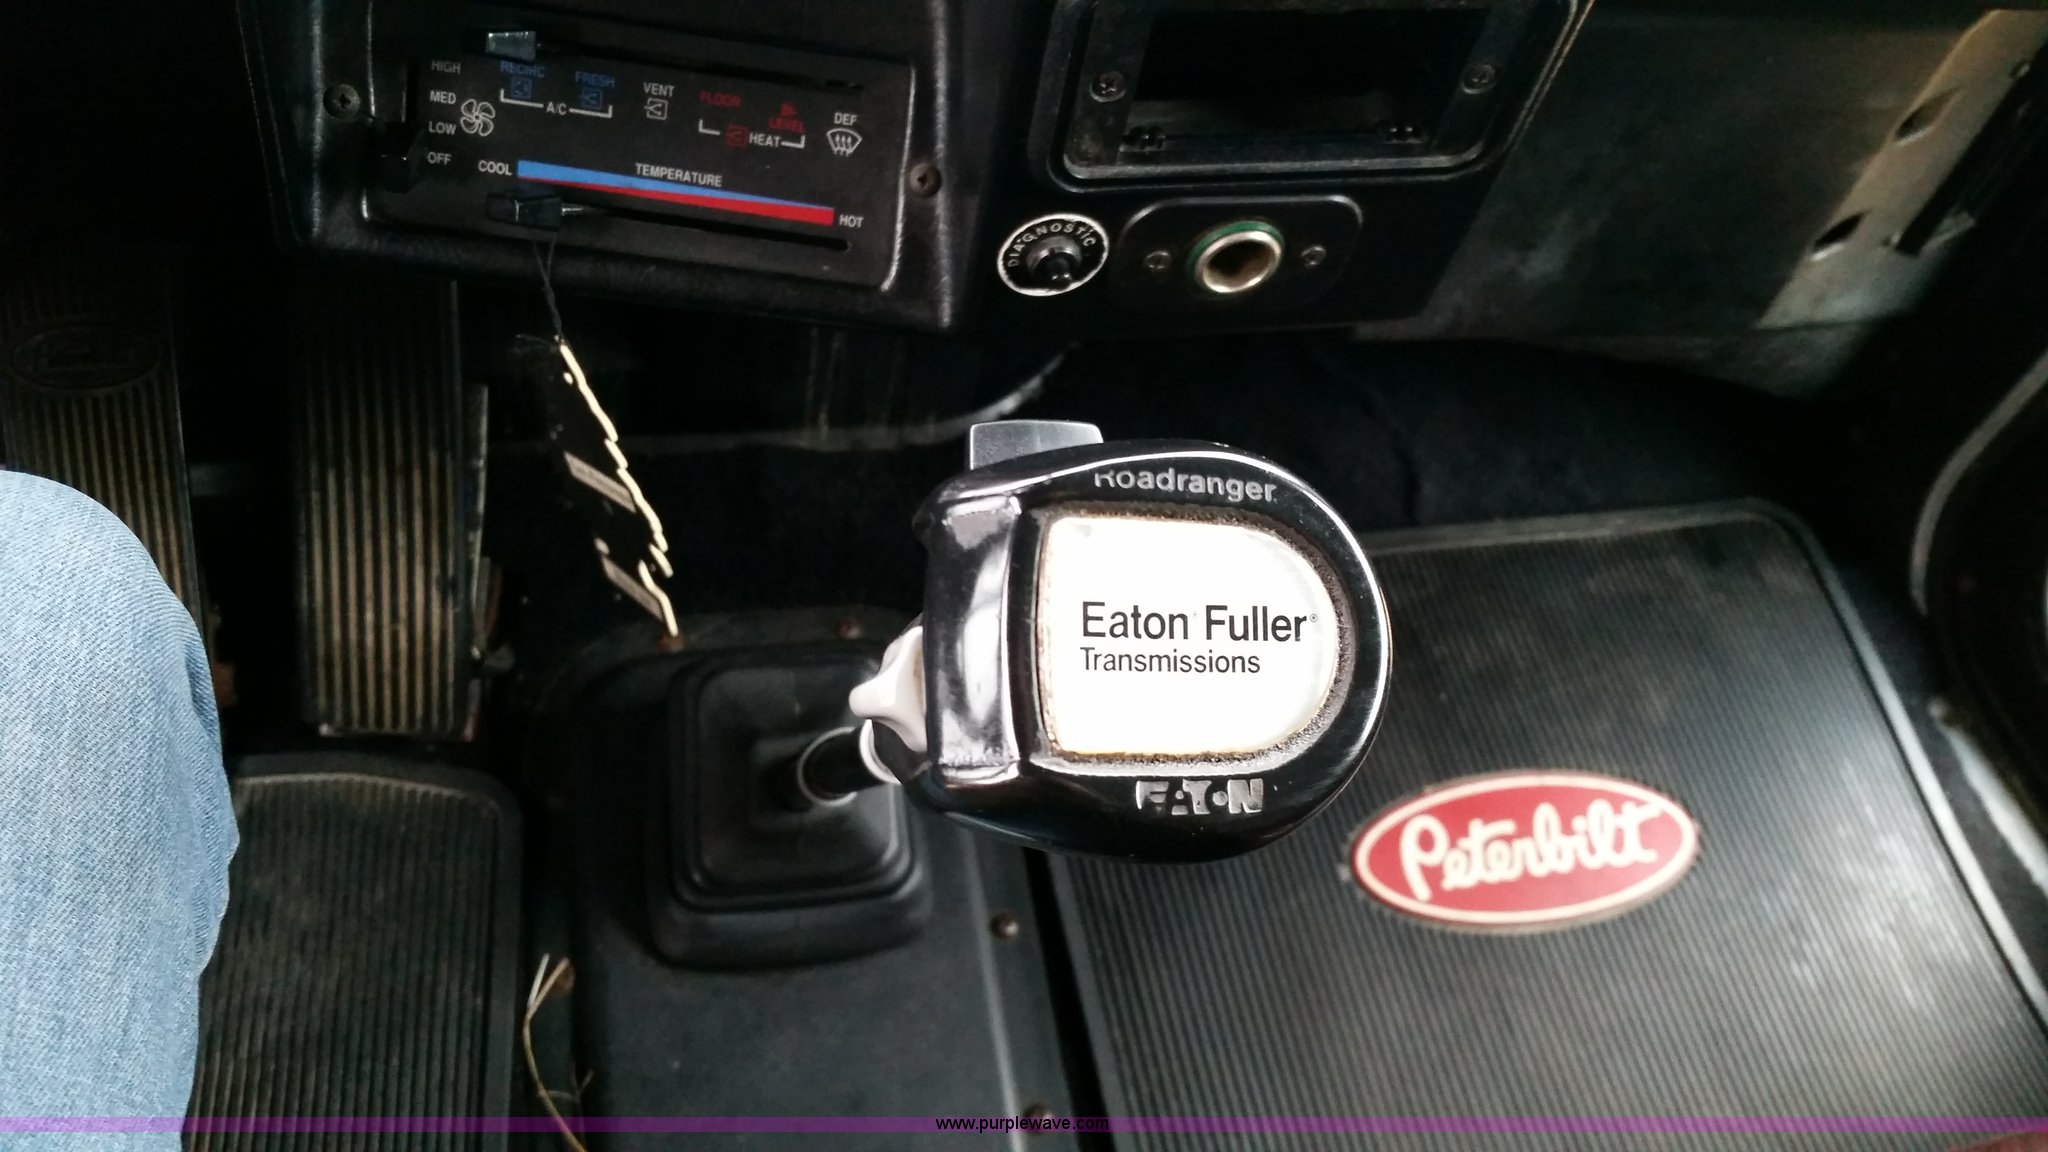 HIGH
MED
LOW
OFF
RECIRC
FRESH
A/C
VENT
FLOOR
LEVEL
HEAT
DEF
COOL
TEMPERATURE
HOT
DIAGNOSTIC
Roadranger
Eaton Fuller®
Transmissions
EATON
Peterbilt
www.purplewave.com